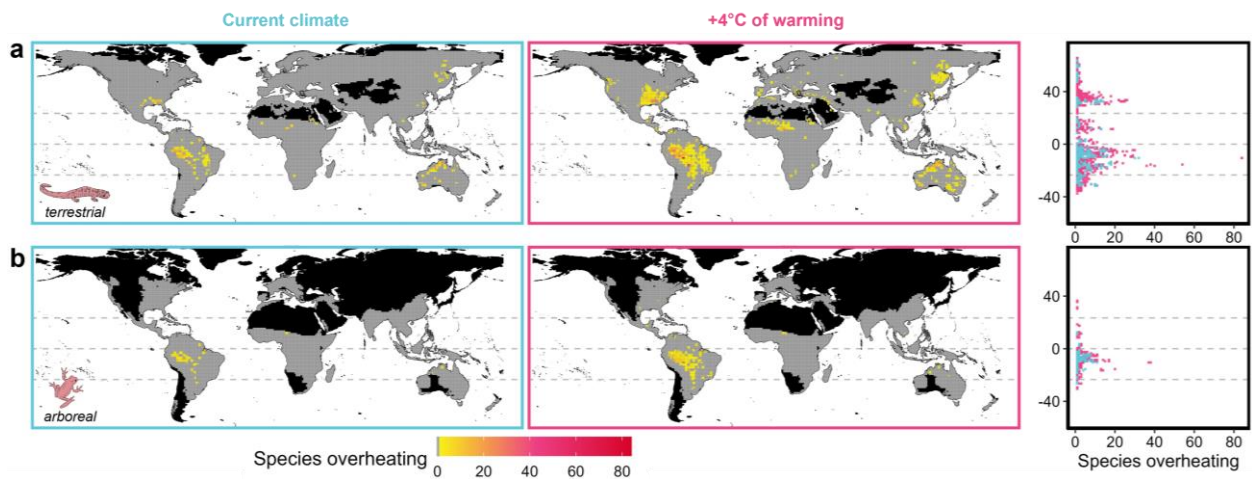 Current climate
+4°C of warming
a
terrestrial
40
0
-40
0 20 40 60 80
b
arboreal
40
0
-40
0 20 40 60 80
Species overheating
0 20 40 60 80
Species overheating